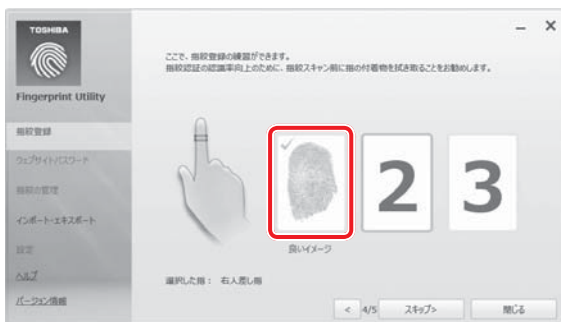 TOSHIBA
Fingerprint Utility
指紋登録
ウェブサイト/パスワード
指紋の管理
インポート・エクスポート
設定
ヘルプ
バージョン情報
ここで、指紋登録の練習ができます。
指紋認証の認識率向上のために、指紋スキャン前に指の付着物を拭き取ることをお勧めします。
2
3
良いイメージ
選択した指： 右人差し指
< 4/5 スキップ> 閉じる